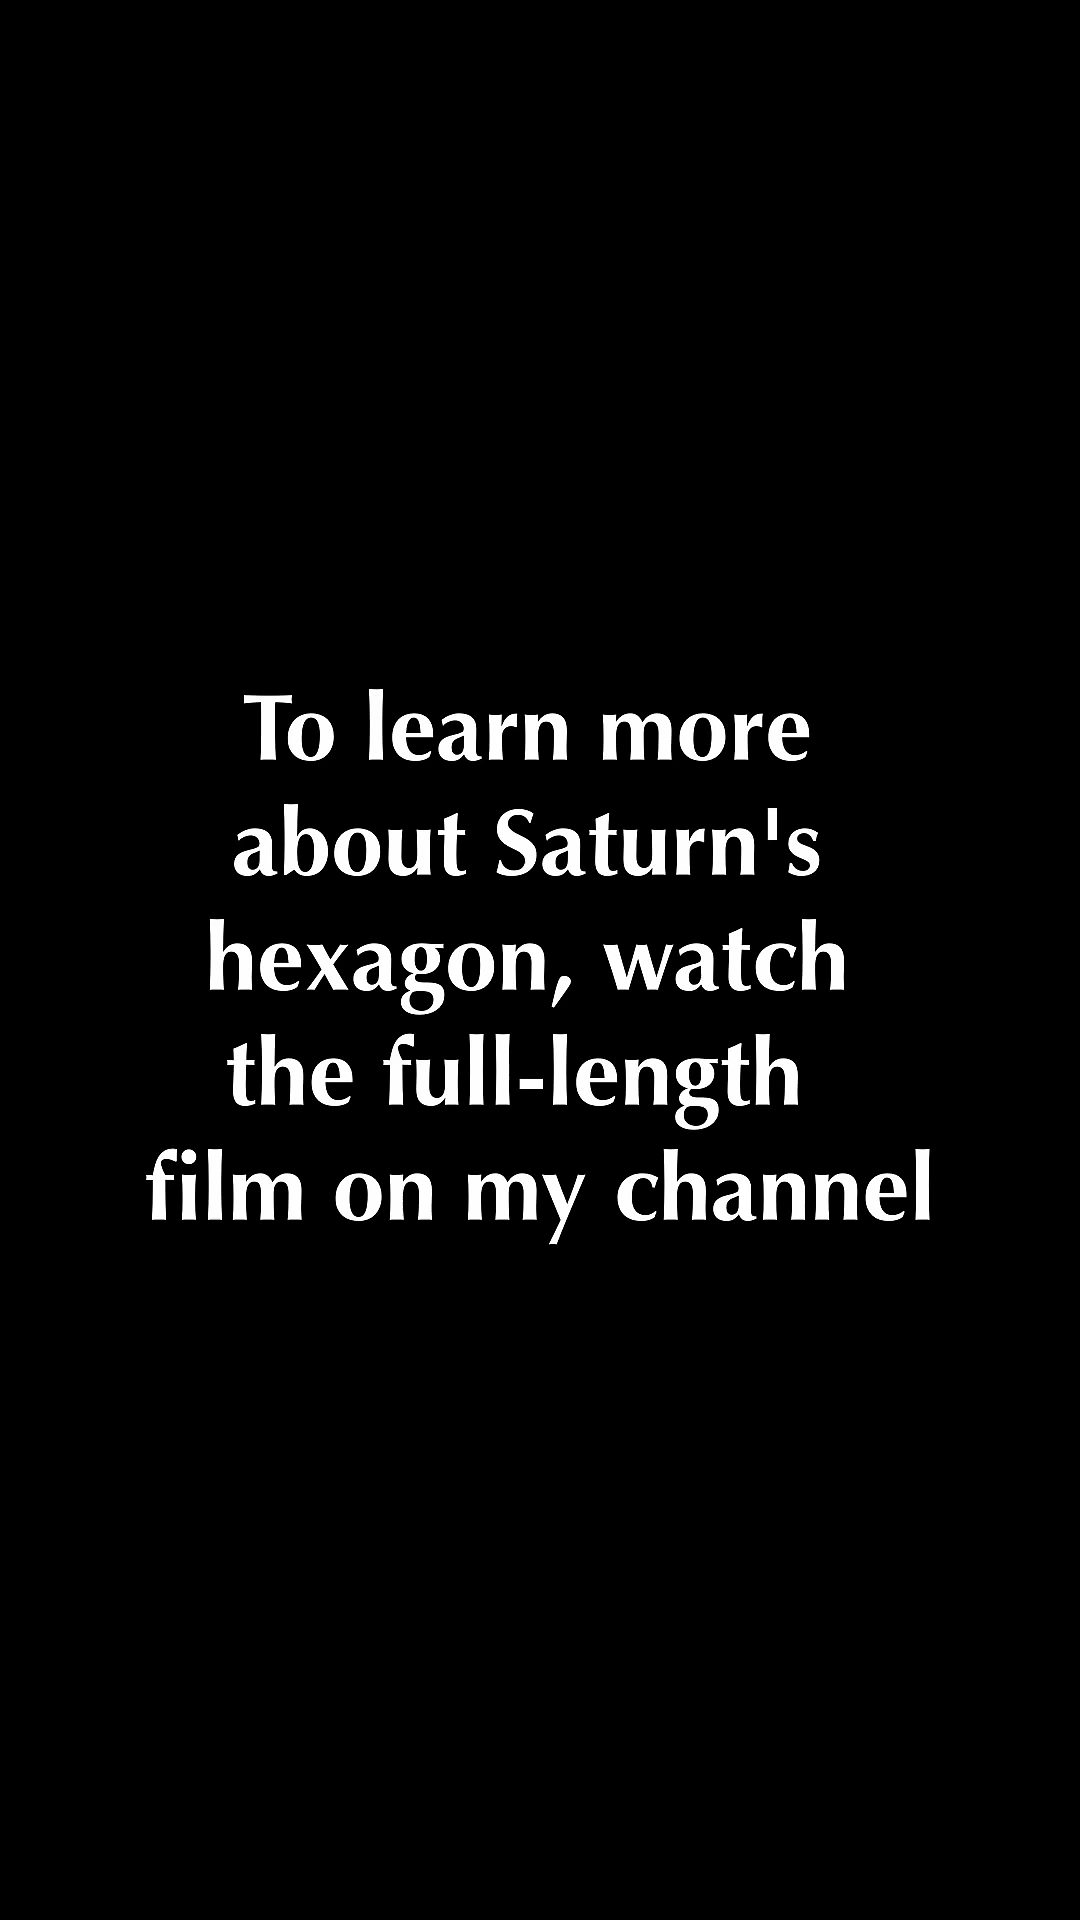 To learn more
about Saturn's
hexagon, watch
the full-length
film on my channel